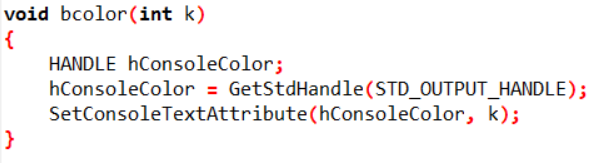 void bcolor(int k)
{
    HANDLE hConsoleColor;
    hConsoleColor = GetStdHandle(STD_OUTPUT_HANDLE);
    SetConsoleTextAttribute(hConsoleColor, k);
}